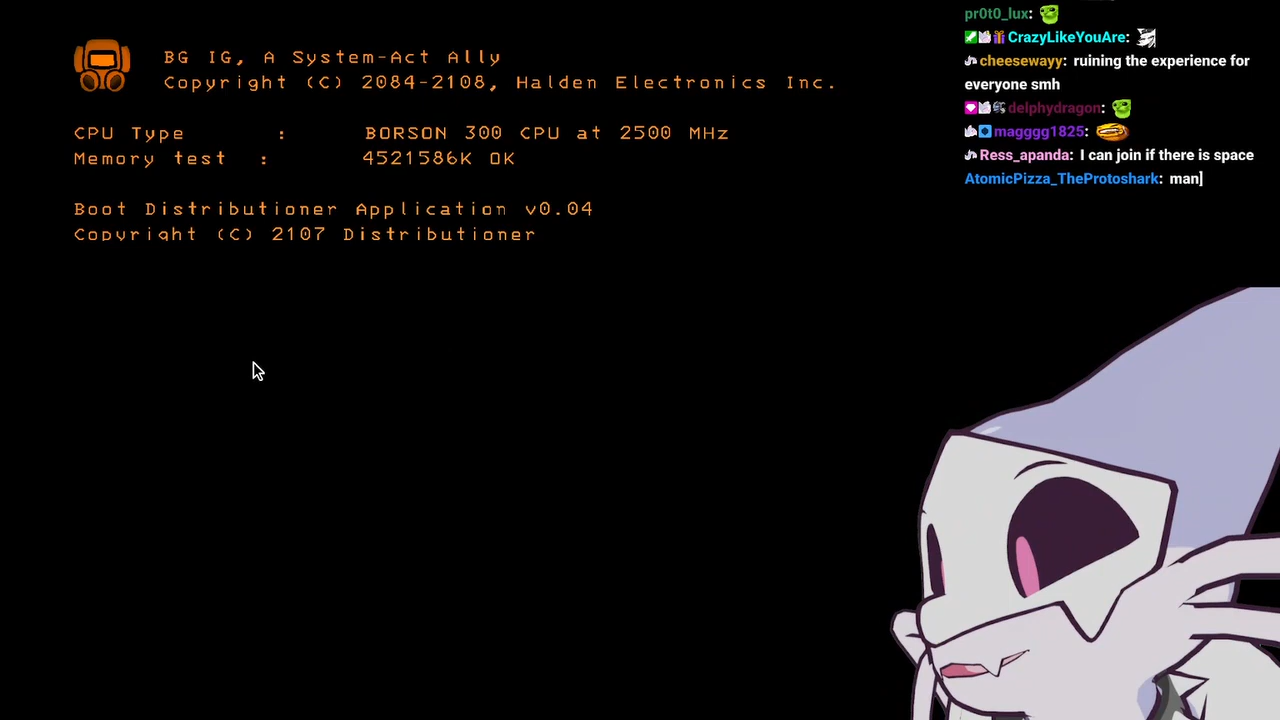 BG IG, A System-Act Ally
Copyright (C) 2084-2108, Halden Electronics Inc.
CPU Type : BORSON 300 CPU at 2500 MHz
Memory test : 4521586K OK
Boot Distributioner Application v0.04
Copyright (C) 2107 Distributioner
pr0t0_lux:
CrazyLikeYouAre:
cheesewayy: ruining the experience for
everyone smh
delphydragon:
magggg1825:
Ress_apanda: I can join if there is space
AtomicPizza_TheProtoshark: man]